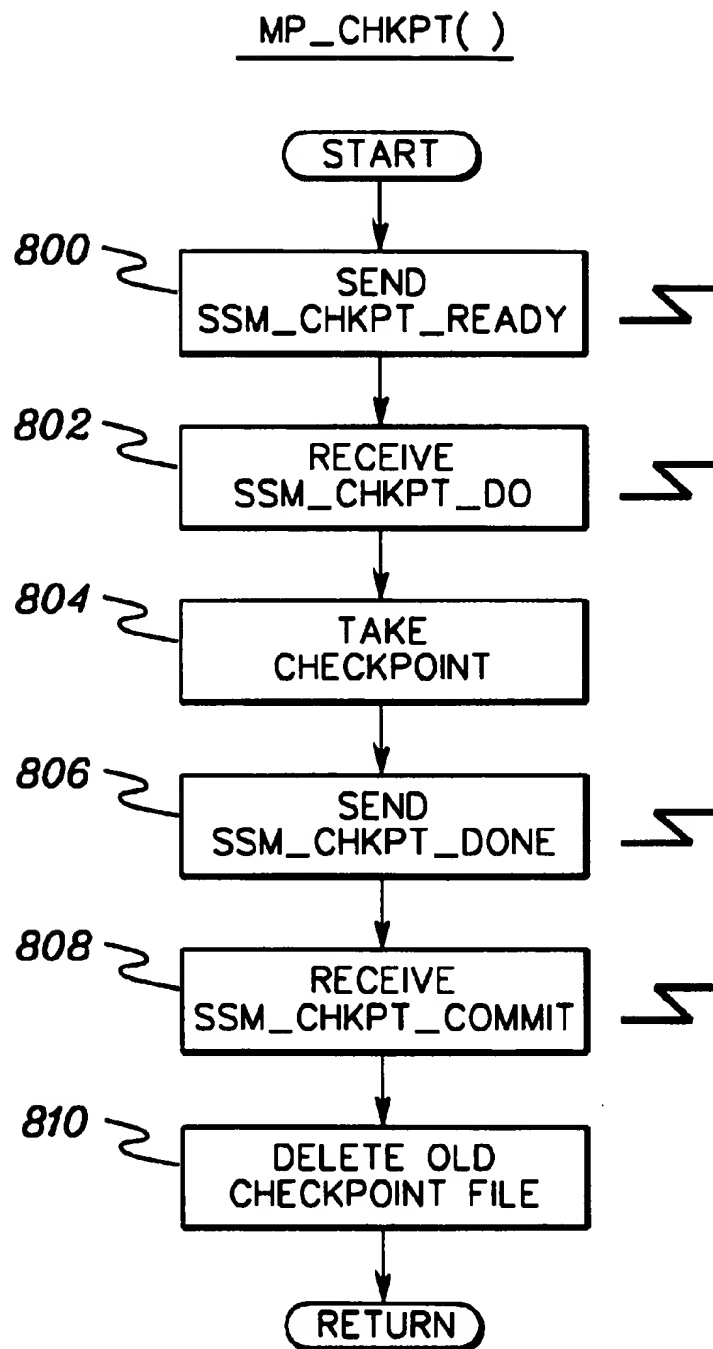 MP_CHKPT( )
START
800
SEND
SSM_CHKPT_READY
802
RECEIVE
SSM_CHKPT_DO
804
TAKE
CHECKPOINT
806
SEND
SSM_CHKPT_DONE
808
RECEIVE
SSM_CHKPT_COMMIT
810
DELETE OLD
CHECKPOINT FILE
RETURN